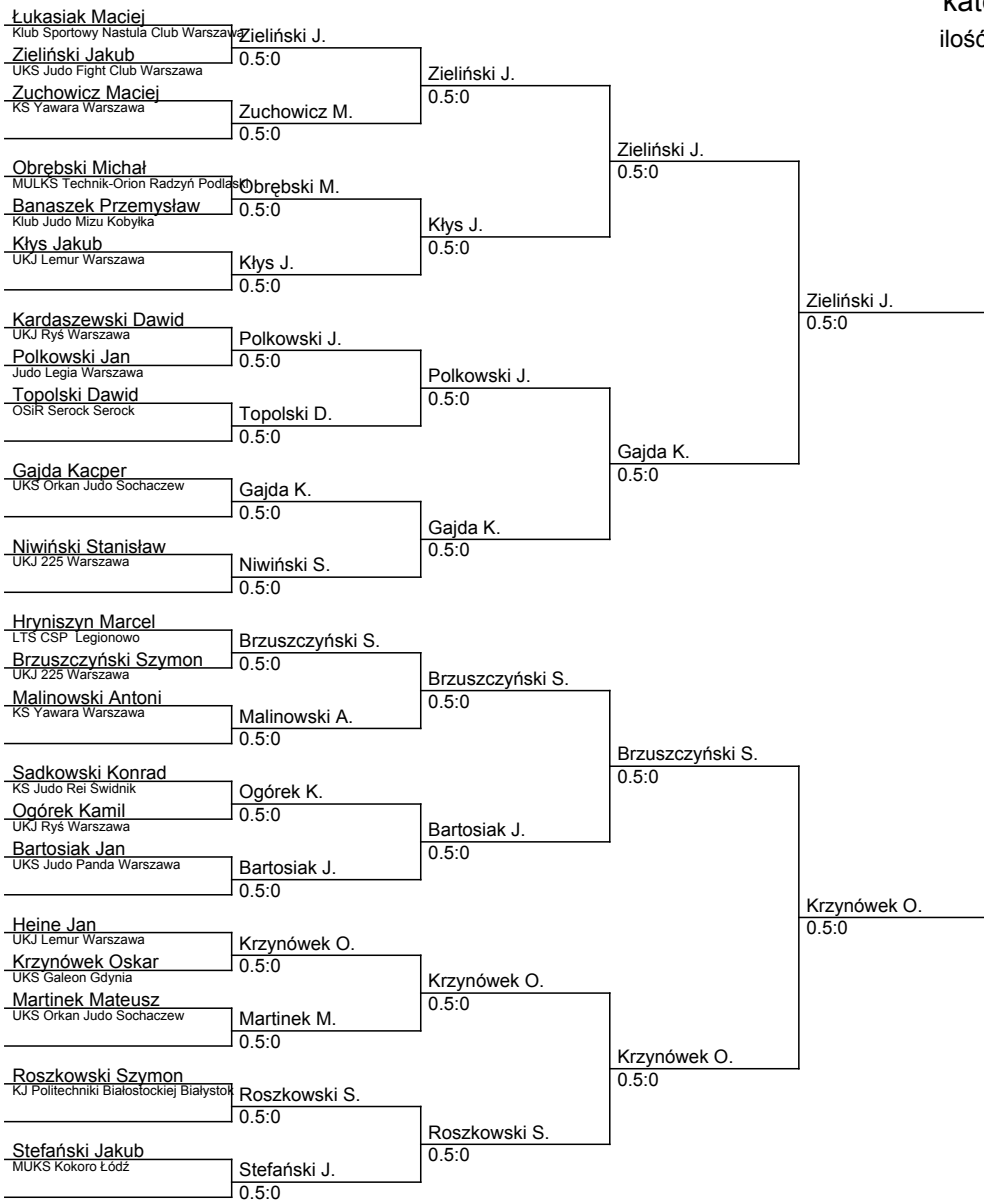 Łukasiak Maciej
Klub Sportowy Nastula Club Warszawa
Zieliński Jakub
UKS Judo Fight Club Warszawa
Zuchowicz Maciej
KS Yawara Warszawa
Obrębski Michał
MULKS Technik-Orion Radzyń Podlaski
Banaszek Przemysław
Klub Judo Mizu Kobyłka
Kłys Jakub
UKJ Lemur Warszawa
Kardaszewski Dawid
UKJ Ryś Warszawa
Polkowski Jan
Judo Legia Warszawa
Topolski Dawid
OSiR Serock Serock
Gajda Kacper
UKS Orkan Judo Sochaczew
Niwiński Stanisław
UKJ 225 Warszawa
Hryniszyn Marcel
LTS CSP Legionowo
Brzuszczyński Szymon
UKJ 225 Warszawa
Malinowski Antoni
KS Yawara Warszawa
Sadkowski Konrad
KS Judo Rei Świdnik
Ogórek Kamil
UKJ Ryś Warszawa
Bartosiak Jan
UKS Judo Panda Warszawa
Heine Jan
UKJ Lemur Warszawa
Krzynówek Oskar
UKS Galeon Gdynia
Martinek Mateusz
UKS Orkan Judo Sochaczew
Roszkowski Szymon
KJ Politechniki Białostockiej Białystok
Stefański Jakub
MUKS Kokoro Łódź
Zieliński J.
0.5:0
Zuchowicz M.
0.5:0
Obrębski M.
0.5:0
Kłys J.
0.5:0
Polkowski J.
0.5:0
Topolski D.
0.5:0
Gajda K.
0.5:0
Niwiński S.
0.5:0
Brzuszczyński S.
0.5:0
Malinowski A.
0.5:0
Ogórek K.
0.5:0
Bartosiak J.
0.5:0
Krzynówek O.
0.5:0
Martinek M.
0.5:0
Roszkowski S.
0.5:0
Stefański J.
0.5:0
Zieliński J.
0.5:0
Kłys J.
0.5:0
Polkowski J.
0.5:0
Gajda K.
0.5:0
Brzuszczyński S.
0.5:0
Bartosiak J.
0.5:0
Krzynówek O.
0.5:0
Roszkowski S.
0.5:0
Zieliński J.
0.5:0
Gajda K.
0.5:0
Brzuszczyński S.
0.5:0
Krzynówek O.
0.5:0
Zieliński J.
0.5:0
Krzynówek O.
0.5:0